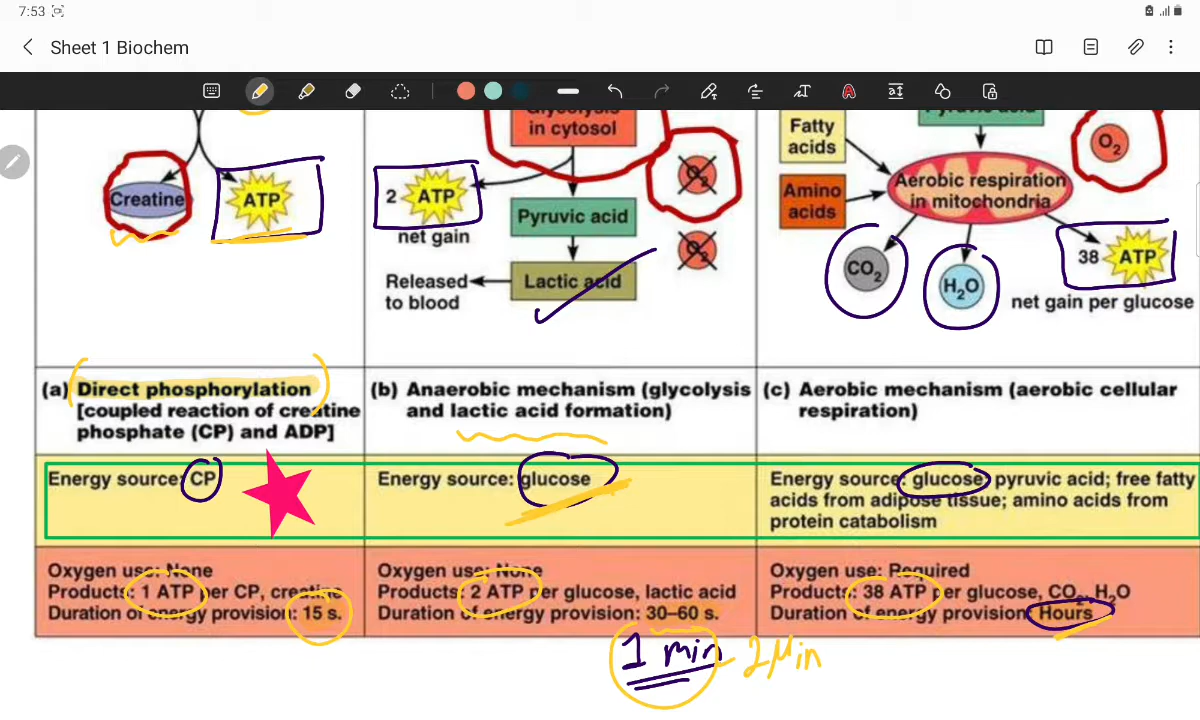 7:53
Sheet 1 Biochem
Glycolysis
in cytosol
Pyruvic acid
Fatty
acids
O2
O2
Creatine
ATP
2 ATP
net gain
Pyruvic acid
Amino
acids
Aerobic respiration
in mitochondria
O2
Released
to blood
Lactic acid
CO2
H2O
38 ATP
net gain per glucose
(a) Direct phosphorylation
[coupled reaction of creatine
phosphate (CP) and ADP]
(b) Anaerobic mechanism (glycolysis
and lactic acid formation)
(c) Aerobic mechanism (aerobic cellular
respiration)
Energy source: CP
Energy source: glucose
Energy source: glucose; pyruvic acid; free fatty
acids from adipose tissue; amino acids from
protein catabolism
Oxygen use: None
Products: 1 ATP per CP, creatine
Duration of energy provision: 15 s.
Oxygen use: None
Products: 2 ATP per glucose, lactic acid
Duration of energy provision: 30–60 s.
Oxygen use: Required
Products: 38 ATP per glucose, CO2, H2O
Duration of energy provision: Hours
1 min - 2 Min